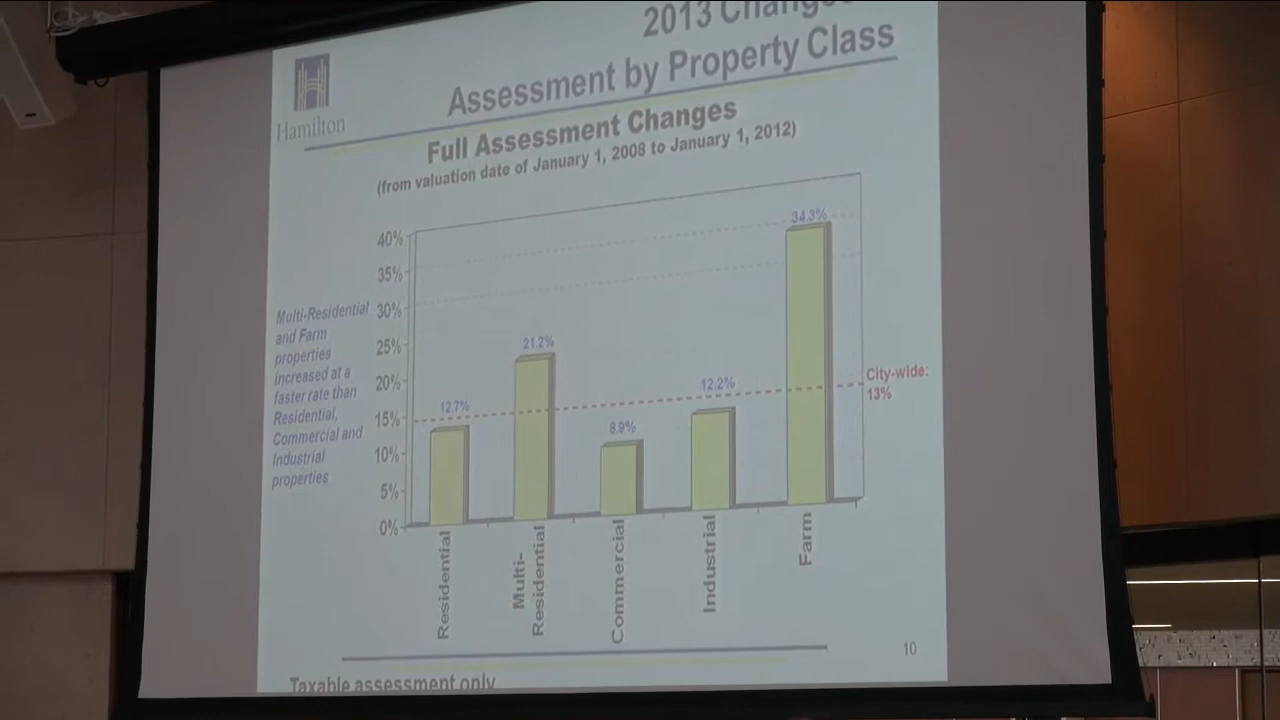 2013 Changes
Assessment by Property Class
Hamilton
Full Assessment Changes
(from valuation date of January 1, 2008 to January 1, 2012)
Multi-Residential
and Farm
properties
increased at a
faster rate than
Residential,
Commercial and
Industrial
properties
40%
35%
30%
25%
20%
15%
10%
5%
0%
12.7%
21.2%
8.9%
12.2%
34.3%
City-wide:
13%
Residential
Multi-
Residential
Commercial
Industrial
Farm
10
Taxable assessment only